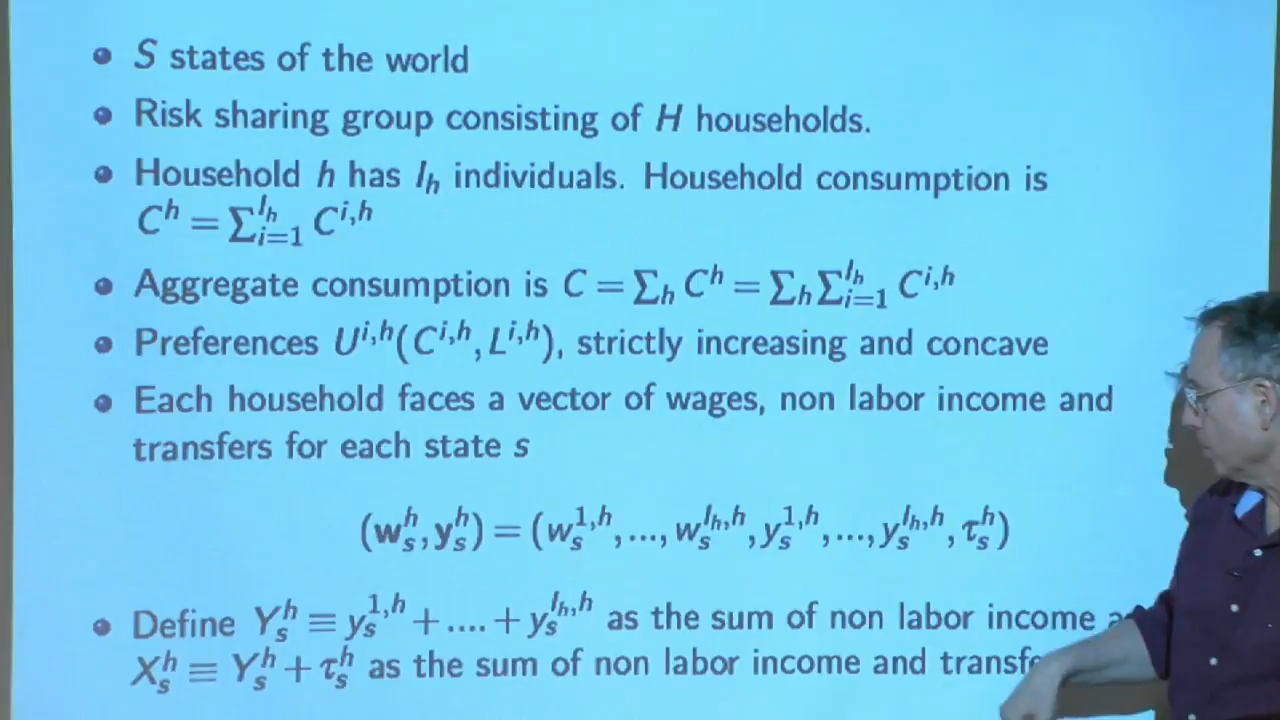 S states of the world
Risk sharing group consisting of H households.
Household h has I_h individuals. Household consumption is
C^h = ∑_{i=1}^{I_h} C^{i,h}
Aggregate consumption is C = ∑_h C^h = ∑_h ∑_{i=1}^{I_h} C^{i,h}
Preferences U^{i,h}(C^{i,h}, L^{i,h}), strictly increasing and concave
Each household faces a vector of wages, non labor income and
transfers for each state s
(w_s^h, y_s^h) = (w_s^{1,h}, ..., w_s^{I_h,h}, y_s^{1,h}, ..., y_s^{I_h,h}, τ_s^h)
Define Y_s^h ≡ y_s^{1,h} + .... + y_s^{I_h,h} as the sum of non labor income
X_s^h ≡ Y_s^h + τ_s^h as the sum of non labor income and